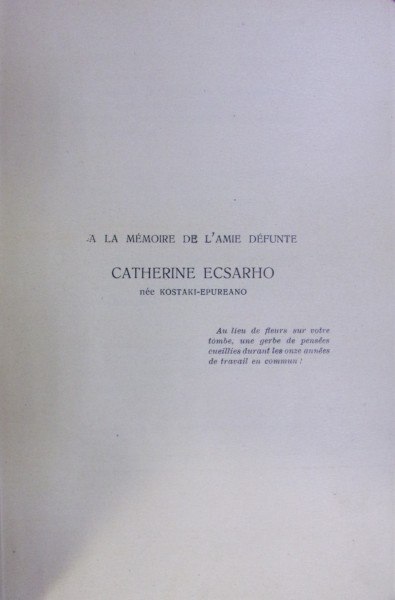 A LA MÉMOIRE DE L'AMIE DÉFUNTE
CATHERINE ECSARHO
née KOSTAKI-EPUREANO
Au lieu de fleurs sur votre
tombe, une gerbe de pensées
cueillies durant les onze années
de travail en commun !